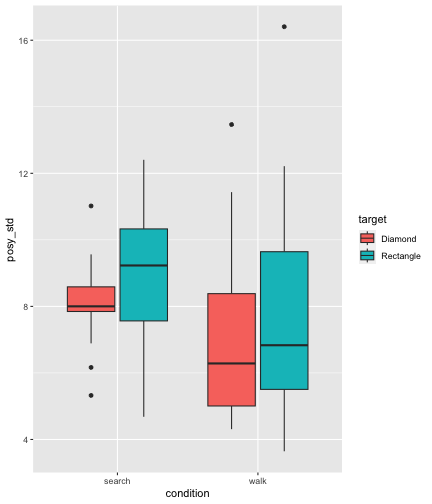 16
12
8
4
posy_std
search walk
condition
target
Diamond
Rectangle